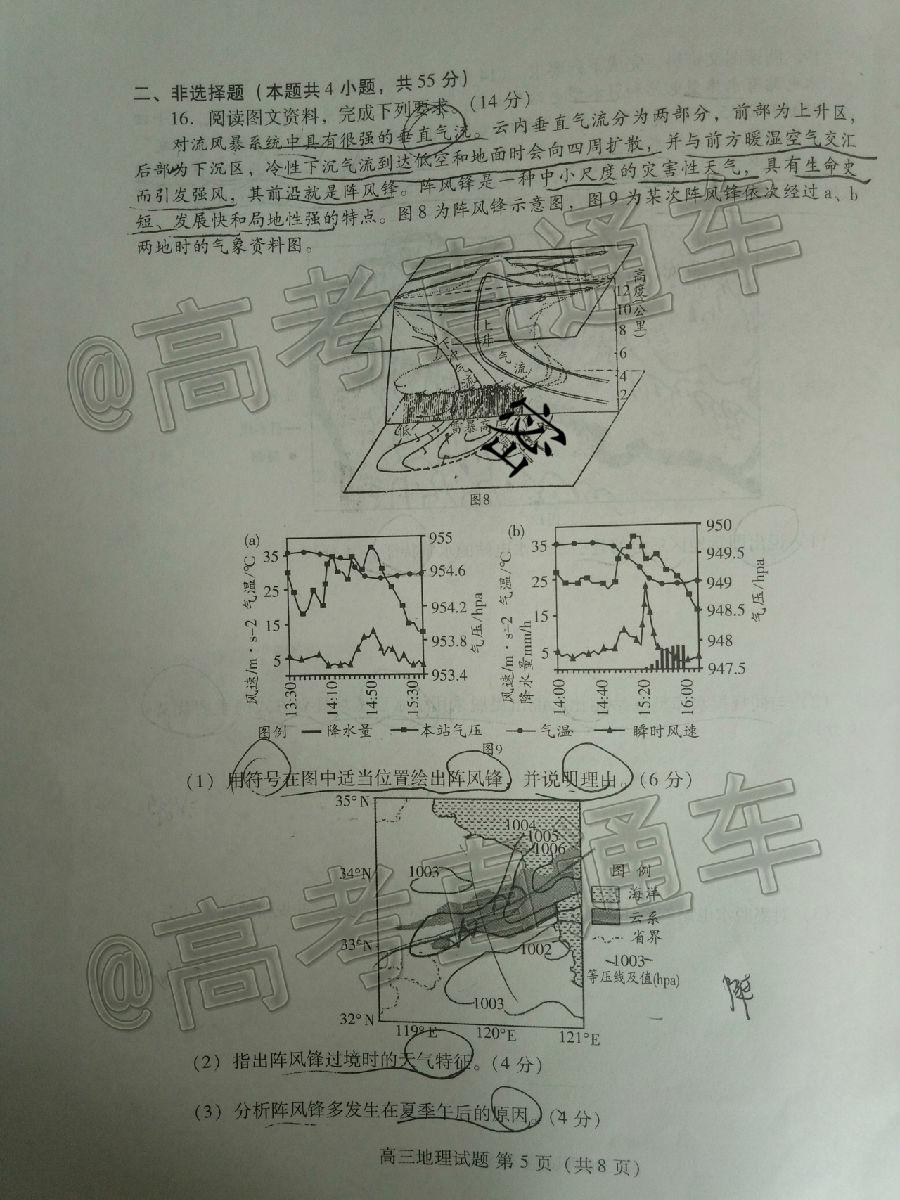 二、非选择题（本题共4小题，共55分）
16. 阅读图文资料，完成下列要求。（14分）
对流风暴系统中具有很强的垂直气流。云内垂直气流分为两部分，前部为上升区，
后部为下沉区，冷性下沉气流到达低空和地面时会向四周扩散，并与前方暖湿空气交汇
而引发强风，其前沿就是阵风锋。阵风锋是一种中小尺度的灾害性天气，具有生命史
短、发展快和局地性强的特点。图8为阵风锋示意图，图9为某次阵风锋依次经过a、b
两地时的气象资料图。
高度（公里）
12
10
8
6
4
2
上升
气流
雷暴高
密
图8
(a)
风速/m·s-2 气温/℃
35
25
15
5
955
954.6
954.2
953.8
953.4
气压/hpa
13:30 14:10 14:50 15:30
(b)
风速/m·s-2 气温/℃
降水量mm/h
35
25
15
5
950
949.5
949
948.5
948
947.5
气压/hpa
14:00 14:40 15:20 16:00
图例 降水量 本站气压 气温 瞬时风速
图9
（1）用符号在图中适当位置绘出阵风锋，并说明理由。（6分）
35°N
34°N
33°N
32°N
1004
1005
1006
1003
1002
1003
119°E 120°E 121°E
图 例
海洋
云系
省界
1003
等压线及值(hpa)
（2）指出阵风锋过境时的天气特征。（4分）
（3）分析阵风锋多发生在夏季午后的原因。（4分）
高三地理试题 第5页（共8页）
@高考直通车
@高考直通车